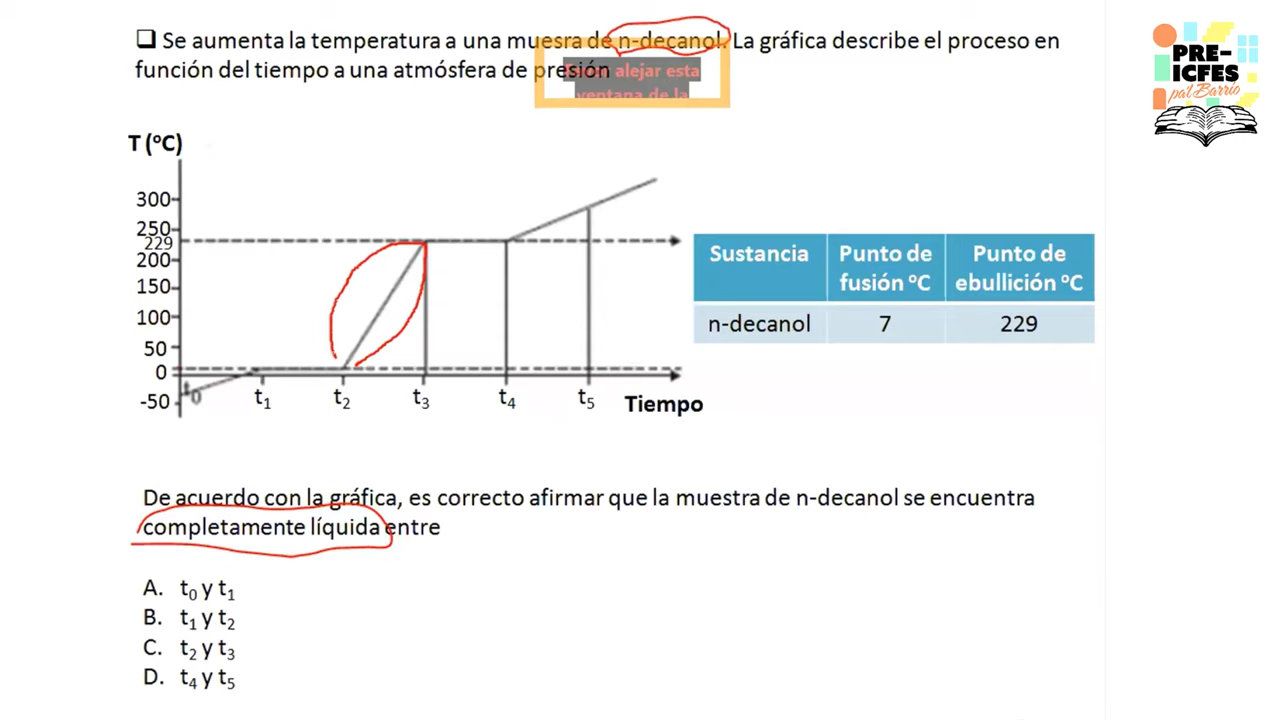 ❑ Se aumenta la temperatura a una muesra de n-decanol. La gráfica describe el proceso en
función del tiempo a una atmósfera de presión
alejar esta
ventana de la
PRE-
ICFES
pa'l Barrio
T (ºC)
300
250
229
200
150
100
50
0
-50
t0
t1
t2
t3
t4
t5
Tiempo
Sustancia
Punto de
fusión ºC
Punto de
ebullición ºC
n-decanol
7
229
De acuerdo con la gráfica, es correcto afirmar que la muestra de n-decanol se encuentra
completamente líquida entre
A. t0 y t1
B. t1 y t2
C. t2 y t3
D. t4 y t5